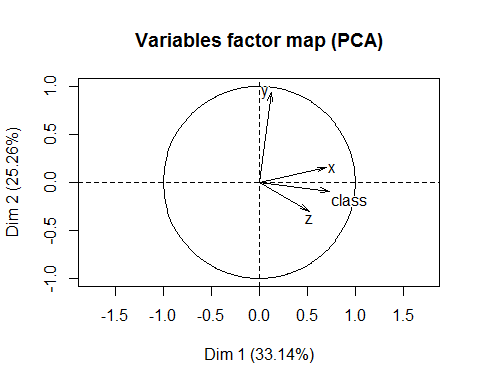 Variables factor map (PCA)
Dim 2 (25.26%)
1.0
0.5
0.0
-0.5
-1.0
y
x
class
z
-1.5 -1.0 -0.5 0.0 0.5 1.0 1.5
Dim 1 (33.14%)